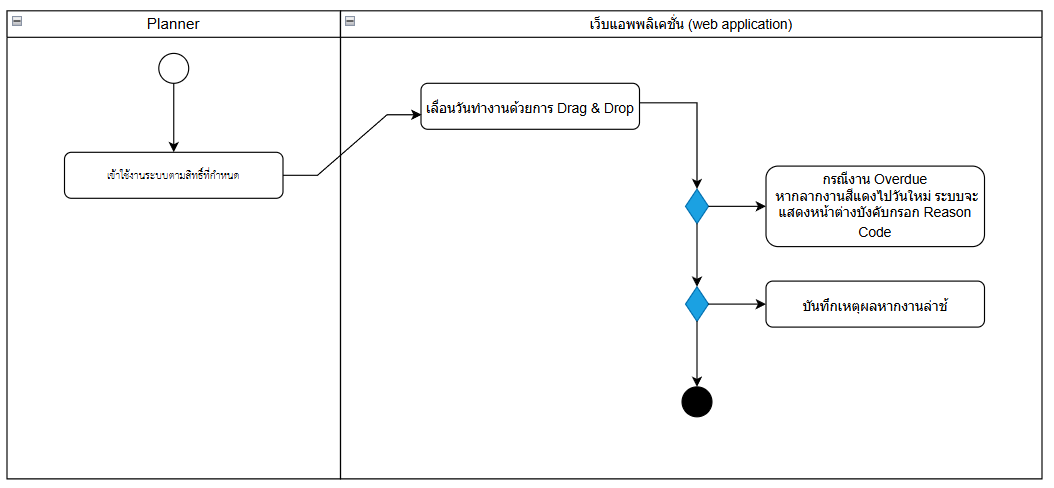 Planner
เว็บแอพพลิเคชั่น (web application)
เข้าใช้งานระบบตามสิทธิ์ที่กำหนด
เลื่อนวันทำงานด้วยการ Drag & Drop
กรณีงาน Overdue
หากลากงานสีแดงไปวันใหม่ ระบบจะ
แสดงหน้าต่างบังคับกรอก Reason
Code
บันทึกเหตุผลหากงานล่าช้